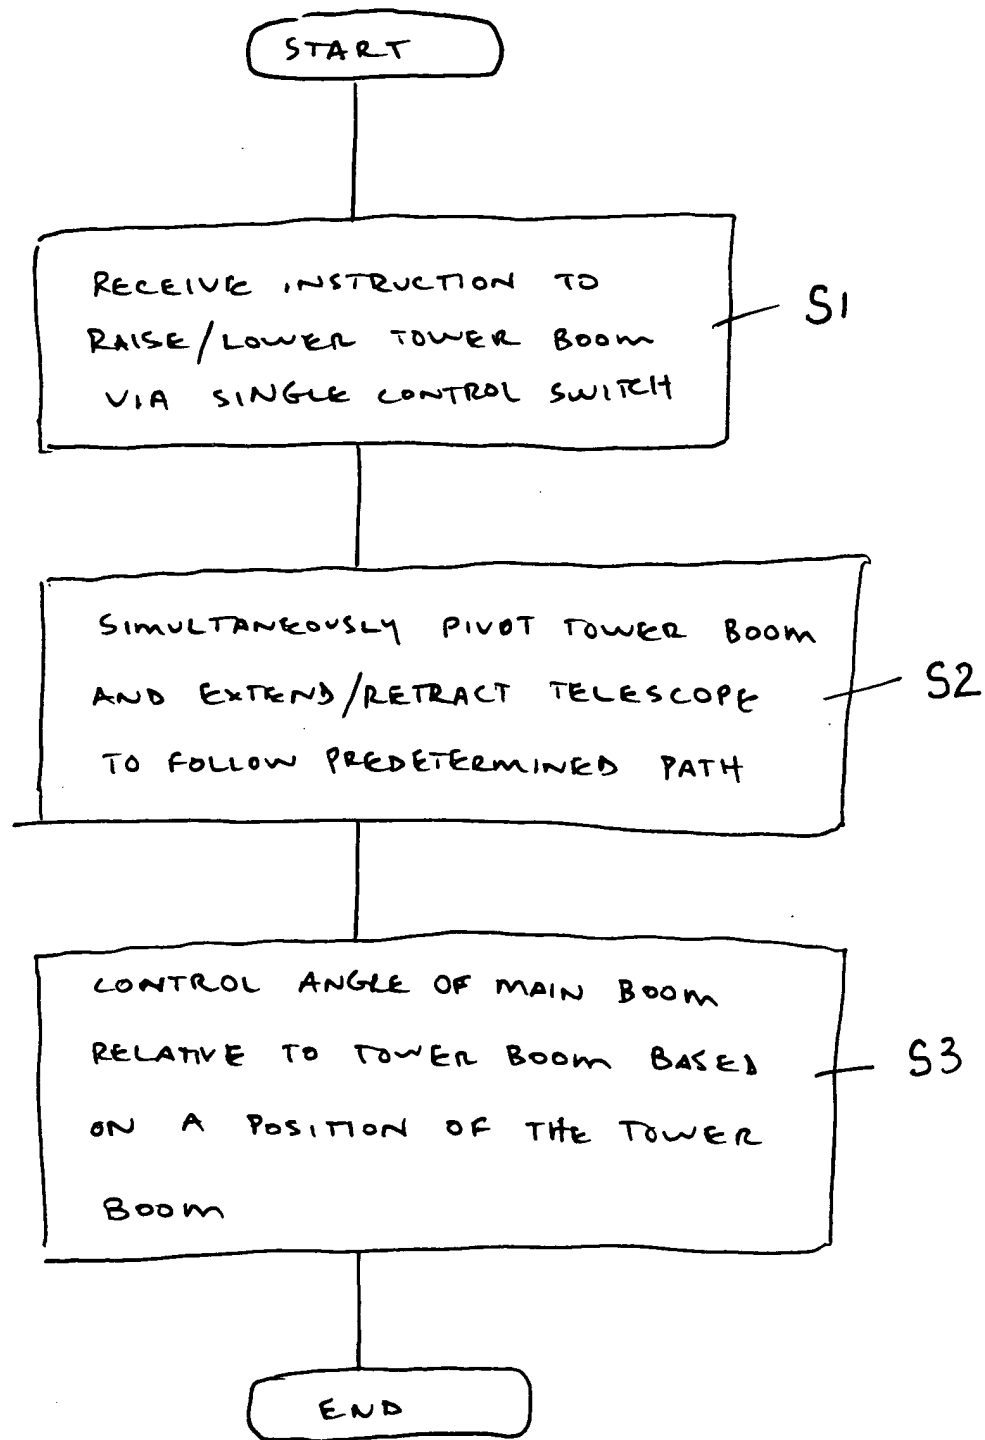 START
RECEIVE INSTRUCTION TO
RAISE/LOWER TOWER BOOM
VIA SINGLE CONTROL SWITCH
S1
SIMULTANEOUSLY PIVOT TOWER BOOM
AND EXTEND/RETRACT TELESCOPE
TO FOLLOW PREDETERMINED PATH
S2
CONTROL ANGLE OF MAIN BOOM
RELATIVE TO TOWER BOOM BASED
ON A POSITION OF THE TOWER
BOOM
S3
END